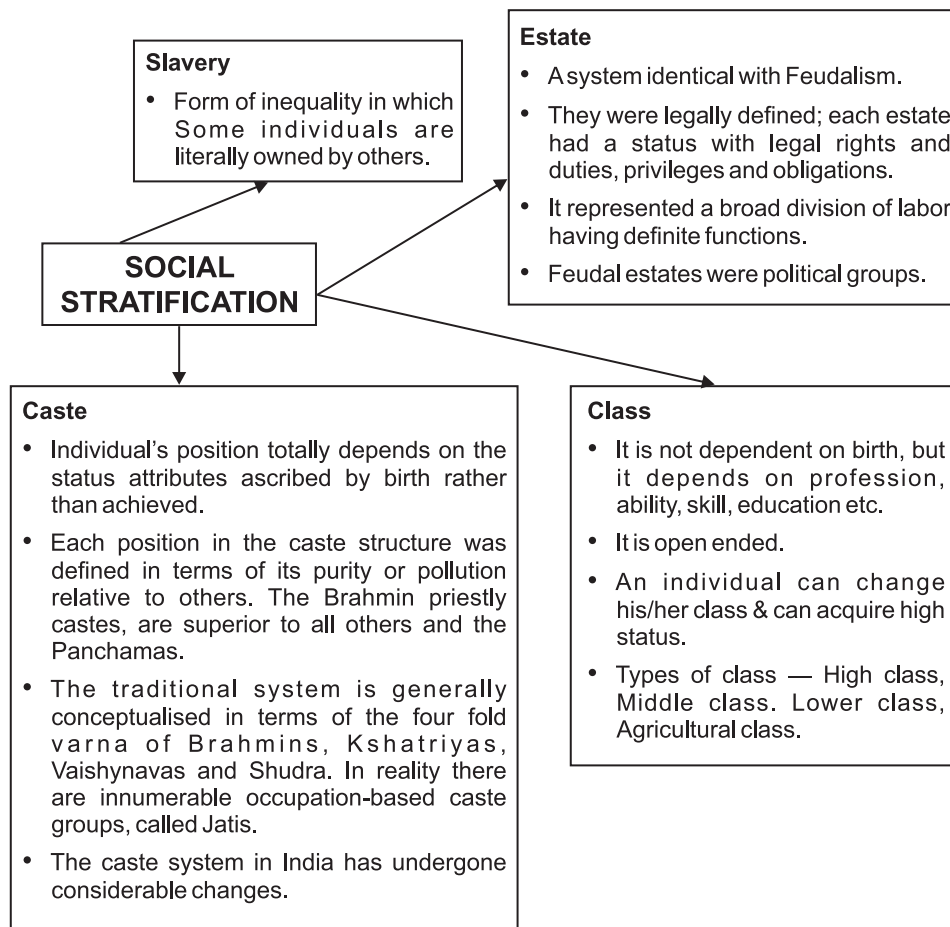 Slavery
• Form of inequality in which
Some individuals are
literally owned by others.
Estate
• A system identical with Feudalism.
• They were legally defined; each estate
had a status with legal rights and
duties, privileges and obligations.
• It represented a broad division of labor
having definite functions.
• Feudal estates were political groups.
SOCIAL
STRATIFICATION
Caste
• Individual's position totally depends on the
status attributes ascribed by birth rather
than achieved.
• Each position in the caste structure was
defined in terms of its purity or pollution
relative to others. The Brahmin priestly
castes, are superior to all others and the
Panchamas.
• The traditional system is generally
conceptualised in terms of the four fold
varna of Brahmins, Kshatriyas,
Vaishynavas and Shudra. In reality there
are innumerable occupation-based caste
groups, called Jatis.
• The caste system in India has undergone
considerable changes.
Class
• It is not dependent on birth, but
it depends on profession,
ability, skill, education etc.
• It is open ended.
• An individual can change
his/her class & can acquire high
status.
• Types of class — High class,
Middle class. Lower class,
Agricultural class.